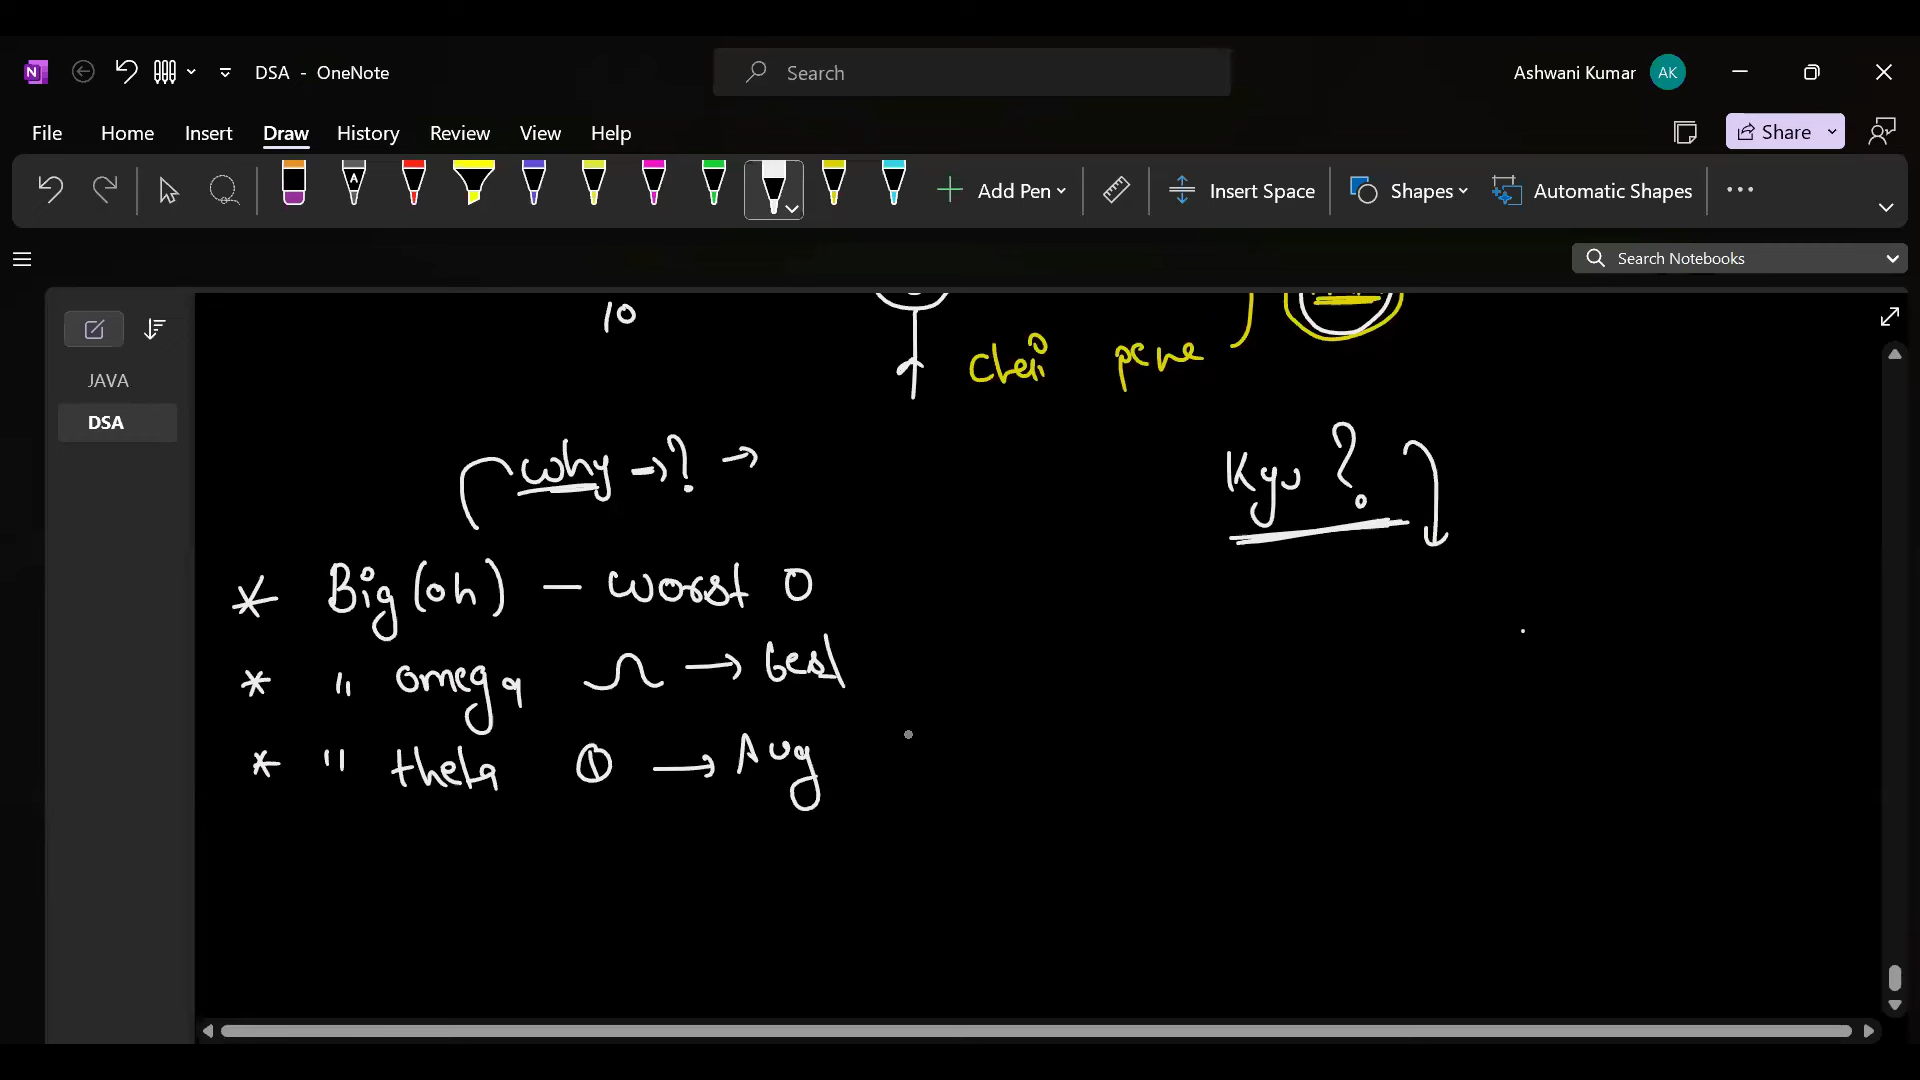 DSA - OneNote
Search
Ashwani Kumar AK
File Home Insert Draw History Review View Help
Share
Add Pen
Insert Space
Shapes
Automatic Shapes
Search Notebooks
JAVA
DSA
10
pene
why →? →
Kyu ?
* Big(oh) — worst O
* " omega Ω → best
* " theta Θ → Avg